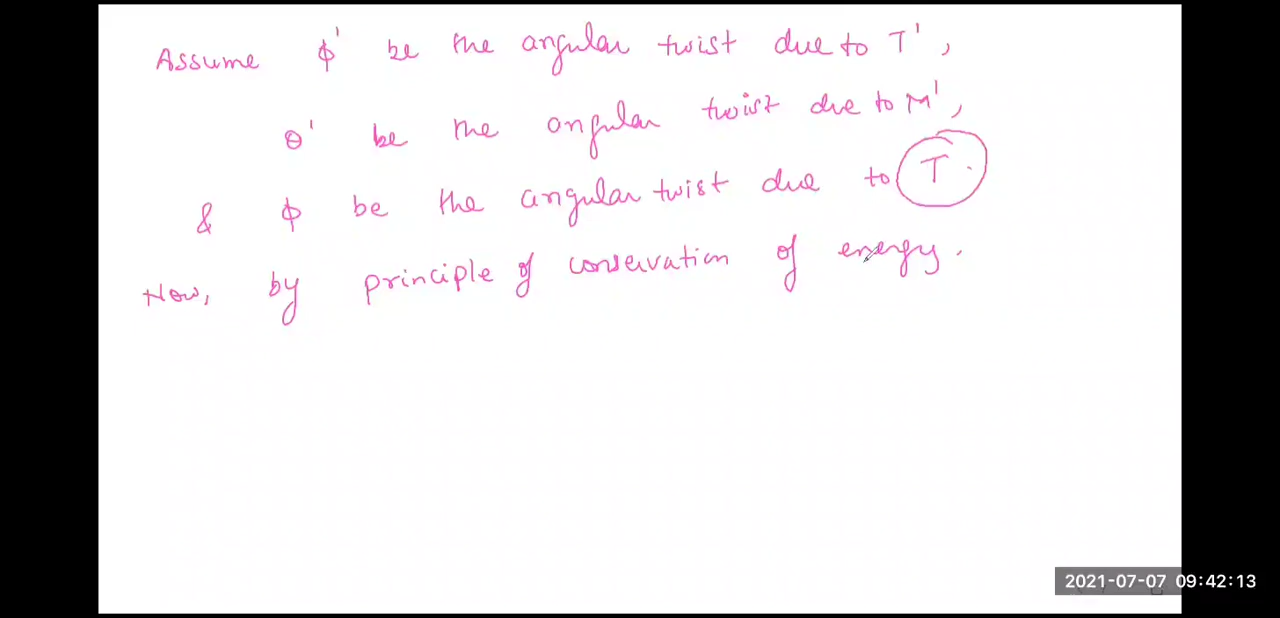 Assume ϕ' be the angular twist due to T',
θ' be the angular twist due to M',
& ϕ be the angular twist due to T.
Now, by principle of conservation of energy.
2021-07-07 09:42:13